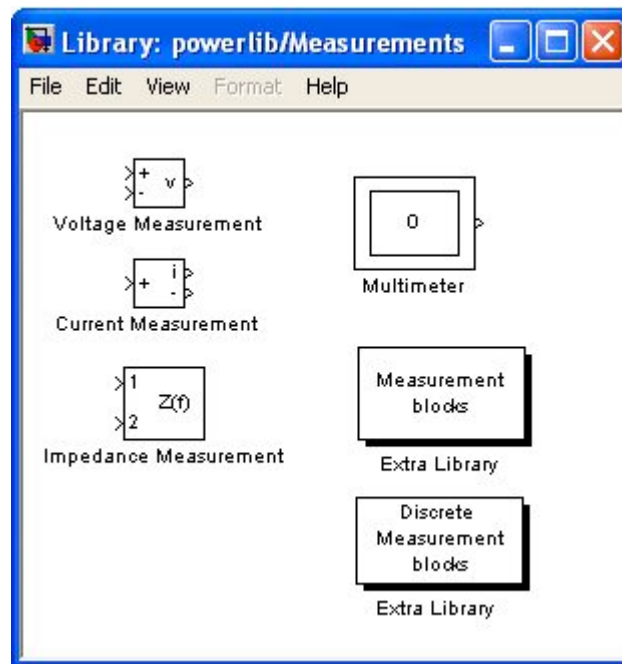 Library: powerlib/Measurements
File Edit View Format Help
+ v
-
Voltage Measurement
i
+ -
Current Measurement
1
Z(f)
2
Impedance Measurement
0
Multimeter
Measurement
blocks
Extra Library
Discrete
Measurement
blocks
Extra Library